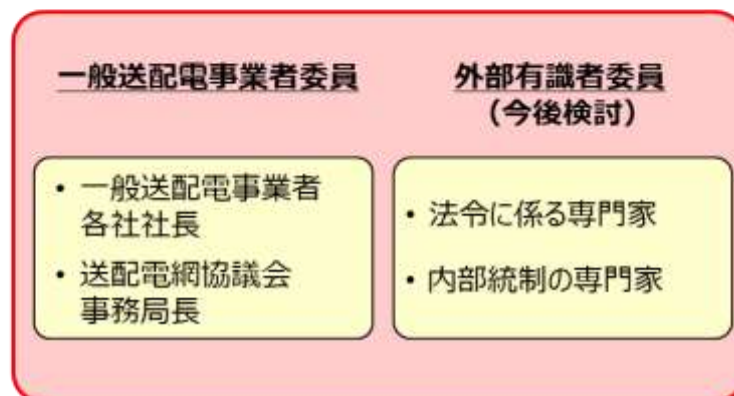 一般送配電事業者委員
・ 一般送配電事業者
各社社長
・ 送配電網協議会
事務局長
外部有識者委員
（今後検討）
・ 法令に係る専門家
・ 内部統制の専門家